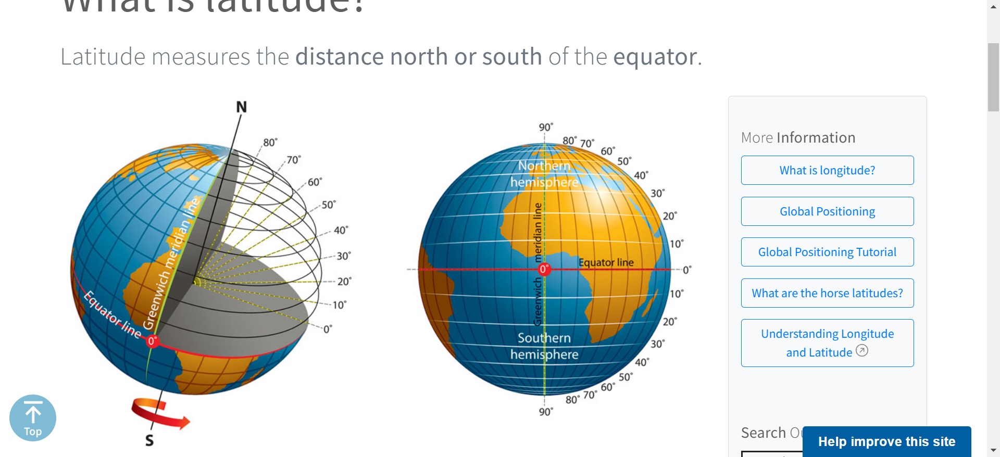 What is latitude?
Latitude measures the distance north or south of the equator.
N
80°
70°
60°
50°
40°
30°
20°
10°
0°
Greenwich meridian line
Equator line
0°
S
90°
80°
70°
60°
50°
40°
30°
20°
10°
0°
10°
20°
30°
40°
50°
60°
70°
80°
90°
Northern
hemisphere
Greenwich meridian line
Equator line
0°
Southern
hemisphere
More Information
What is longitude?
Global Positioning
Global Positioning Tutorial
What are the horse latitudes?
Understanding Longitude
and Latitude
Search
Top
Help improve this site